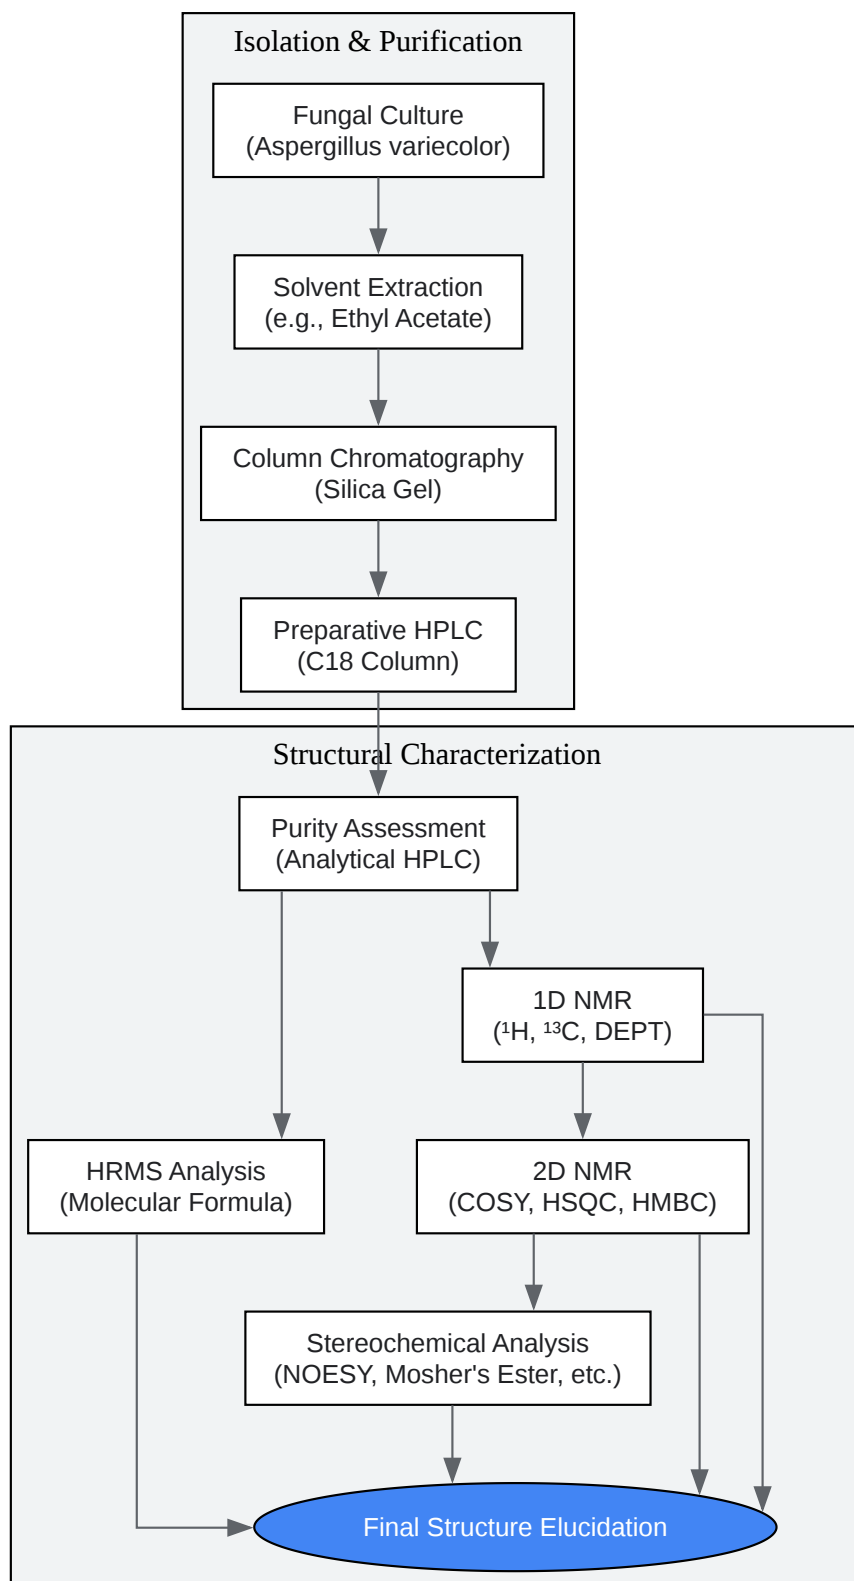 Isolation & Purification
Fungal Culture
(Aspergillus variecolor)
Solvent Extraction
(e.g., Ethyl Acetate)
Column Chromatography
(Silica Gel)
Preparative HPLC
(C18 Column)
Structural Characterization
Purity Assessment
(Analytical HPLC)
1D NMR
(¹H, ¹³C, DEPT)
HRMS Analysis
(Molecular Formula)
2D NMR
(COSY, HSQC, HMBC)
Stereochemical Analysis
(NOESY, Mosher's Ester, etc.)
Final Structure Elucidation